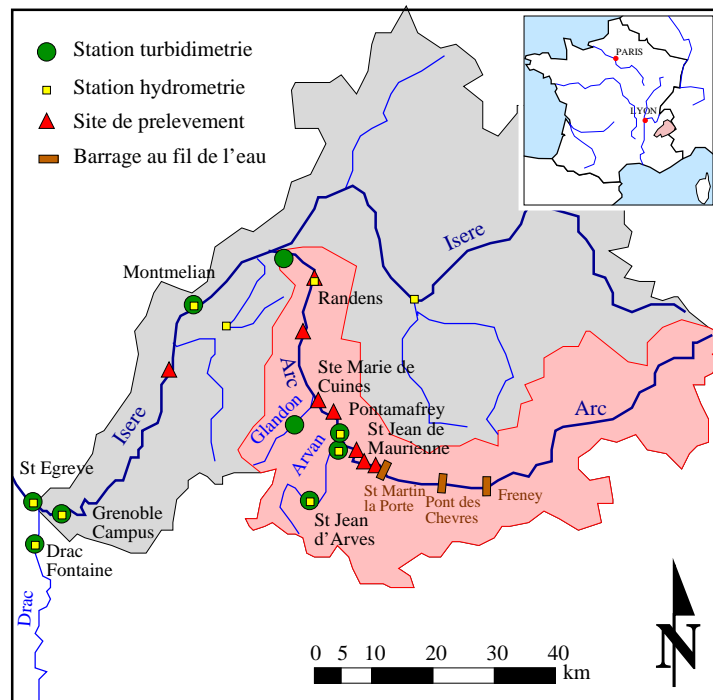 Station turbidimetrie
Station hydrometrie
Site de prelevement
Barrage au fil de l'eau
PARIS
LYON
Isere
Montmelian
Randens
Arc
Ste Marie de
Cuines
Glandon
Pontamafrey
St Jean de
Maurienne
Arvan
Arc
Isere
St Egreve
Grenoble
Campus
St Martin
la Porte
Pont des
Chevres
Freney
St Jean
d'Arves
Drac
Fontaine
Drac
N
0 5 10 20 30 40
km